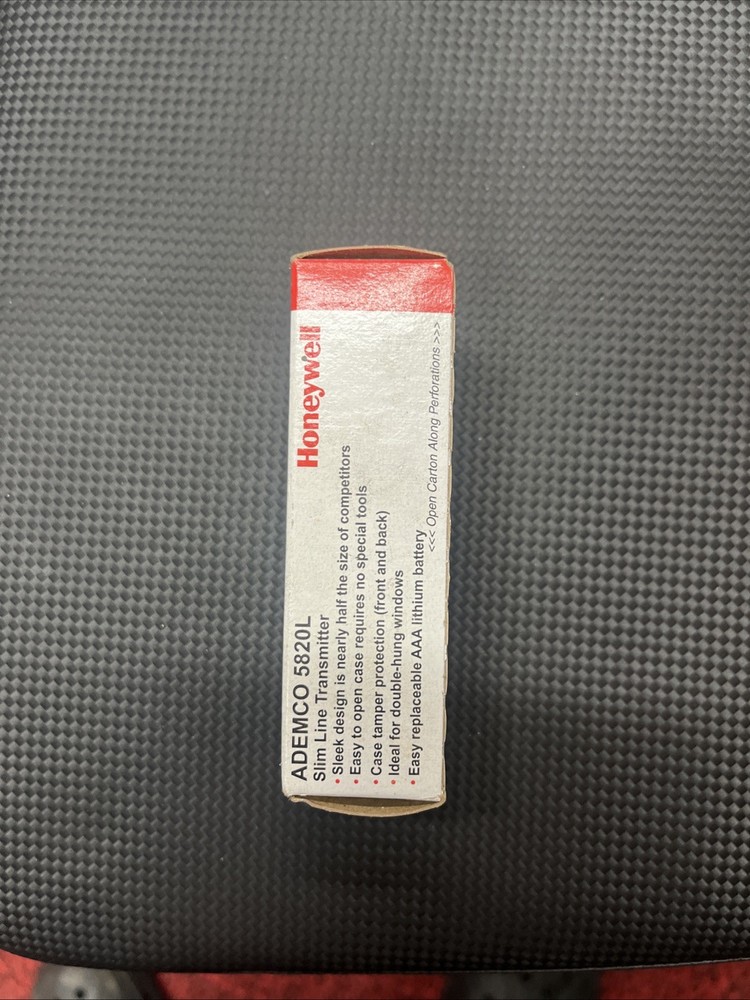 Honeywell
ADEMCO 5820L
Slim Line Transmitter
• Sleek design is nearly half the size of competitors
• Easy to open case requires no special tools
• Case tamper protection (front and back)
• Ideal for double-hung windows
• Easy replaceable AAA lithium battery
<<< Open Carton Along Perforations >>>